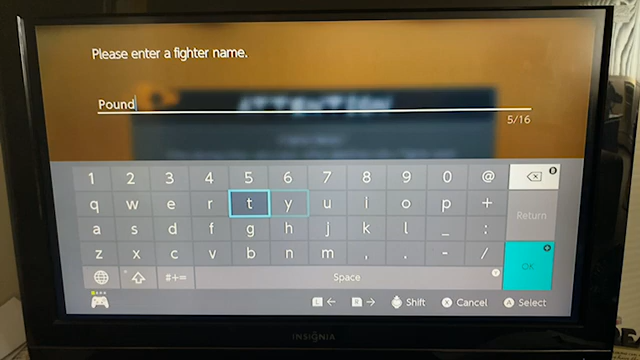 Please enter a fighter name.
Pound
5/16
1 2 3 4 5 6 7 8 9 0 @
q w e r t y u i o p +
Return
a s d f g h j k l _ :
z x c v b n m , . - /
OK
#+= Space
L ← R → Shift X Cancel A Select
INSIGNIA